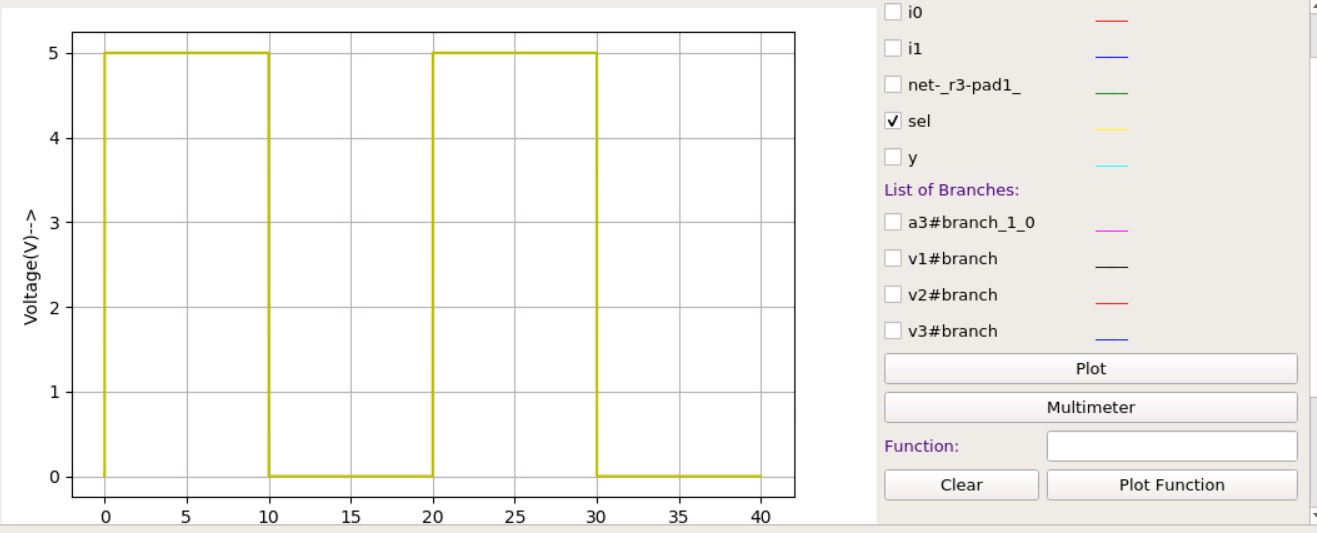 5
4
3
2
1
0
Voltage(V)-->
0 5 10 15 20 25 30 35 40
i0
i1
net-_r3-pad1_
sel
y
List of Branches:
a3#branch_1_0
v1#branch
v2#branch
v3#branch
Plot
Multimeter
Function:
Clear Plot Function